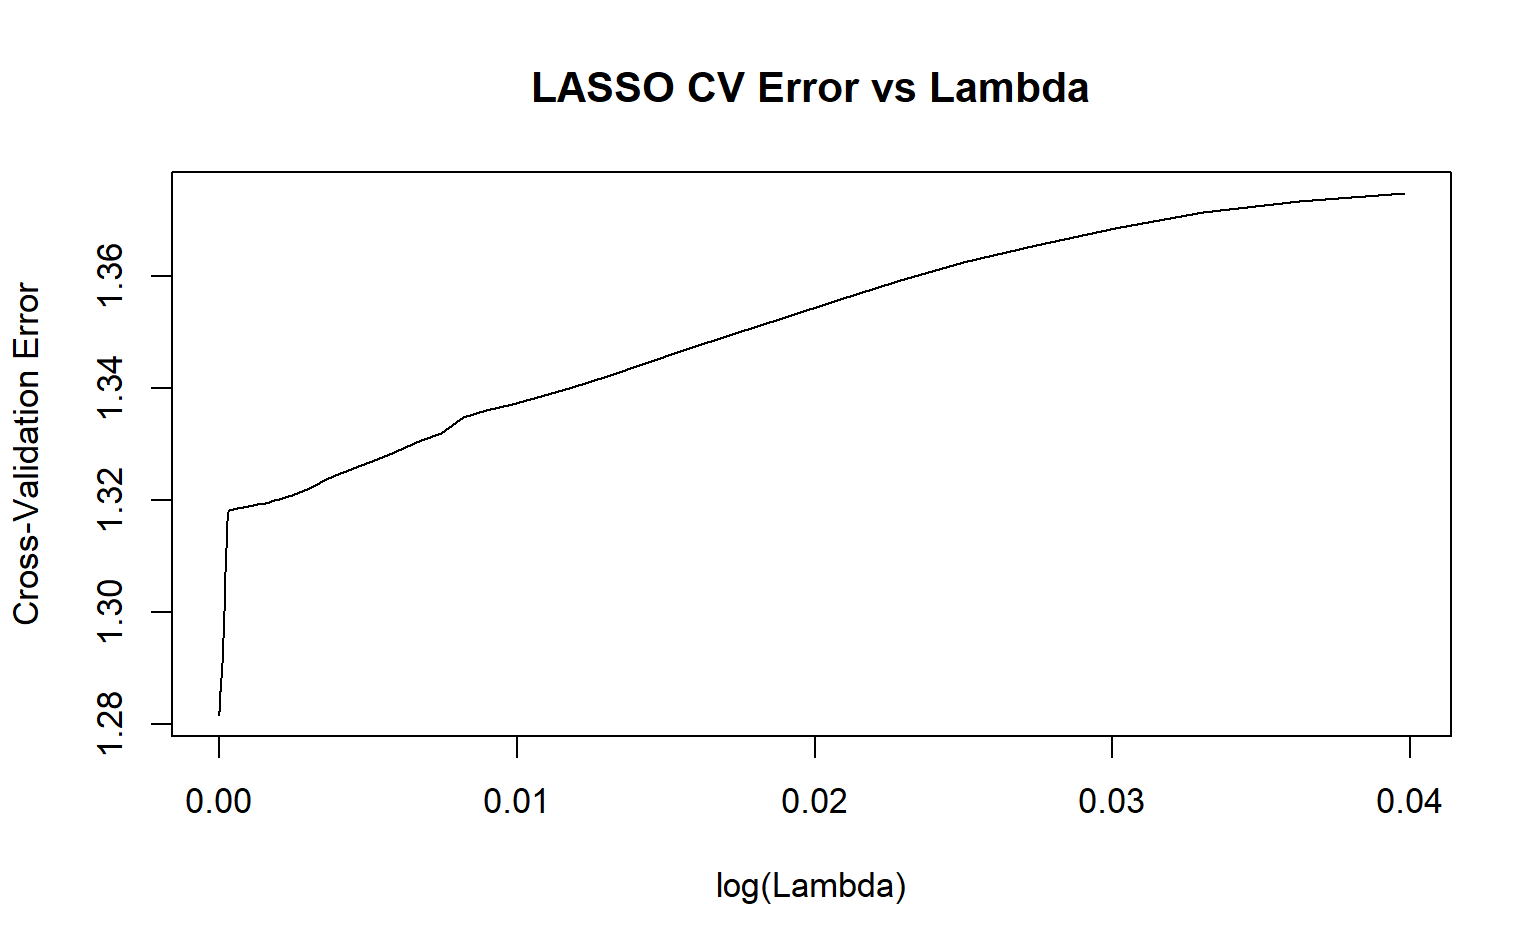 LASSO CV Error vs Lambda
Cross-Validation Error
1.36
1.34
1.32
1.30
1.28
0.00 0.01 0.02 0.03 0.04
log(Lambda)